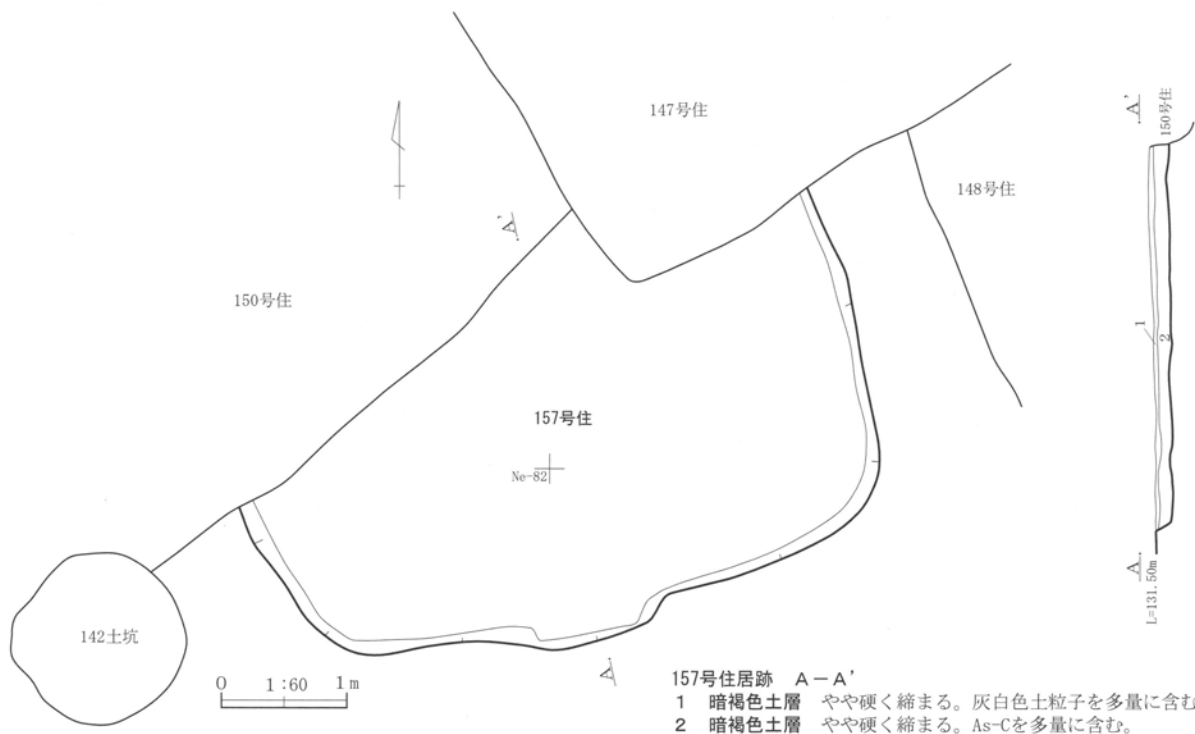 147号住
148号住
A'
150号住
157号住
Ne-82
142土坑
0 1:60 1m
A
A'
150号住
1
2
A
L=131.50m
157号住居跡 A-A'
1 暗褐色土層 やや硬く締まる。灰白色土粒子を多量に含む
2 暗褐色土層 やや硬く締まる。As-Cを多量に含む。